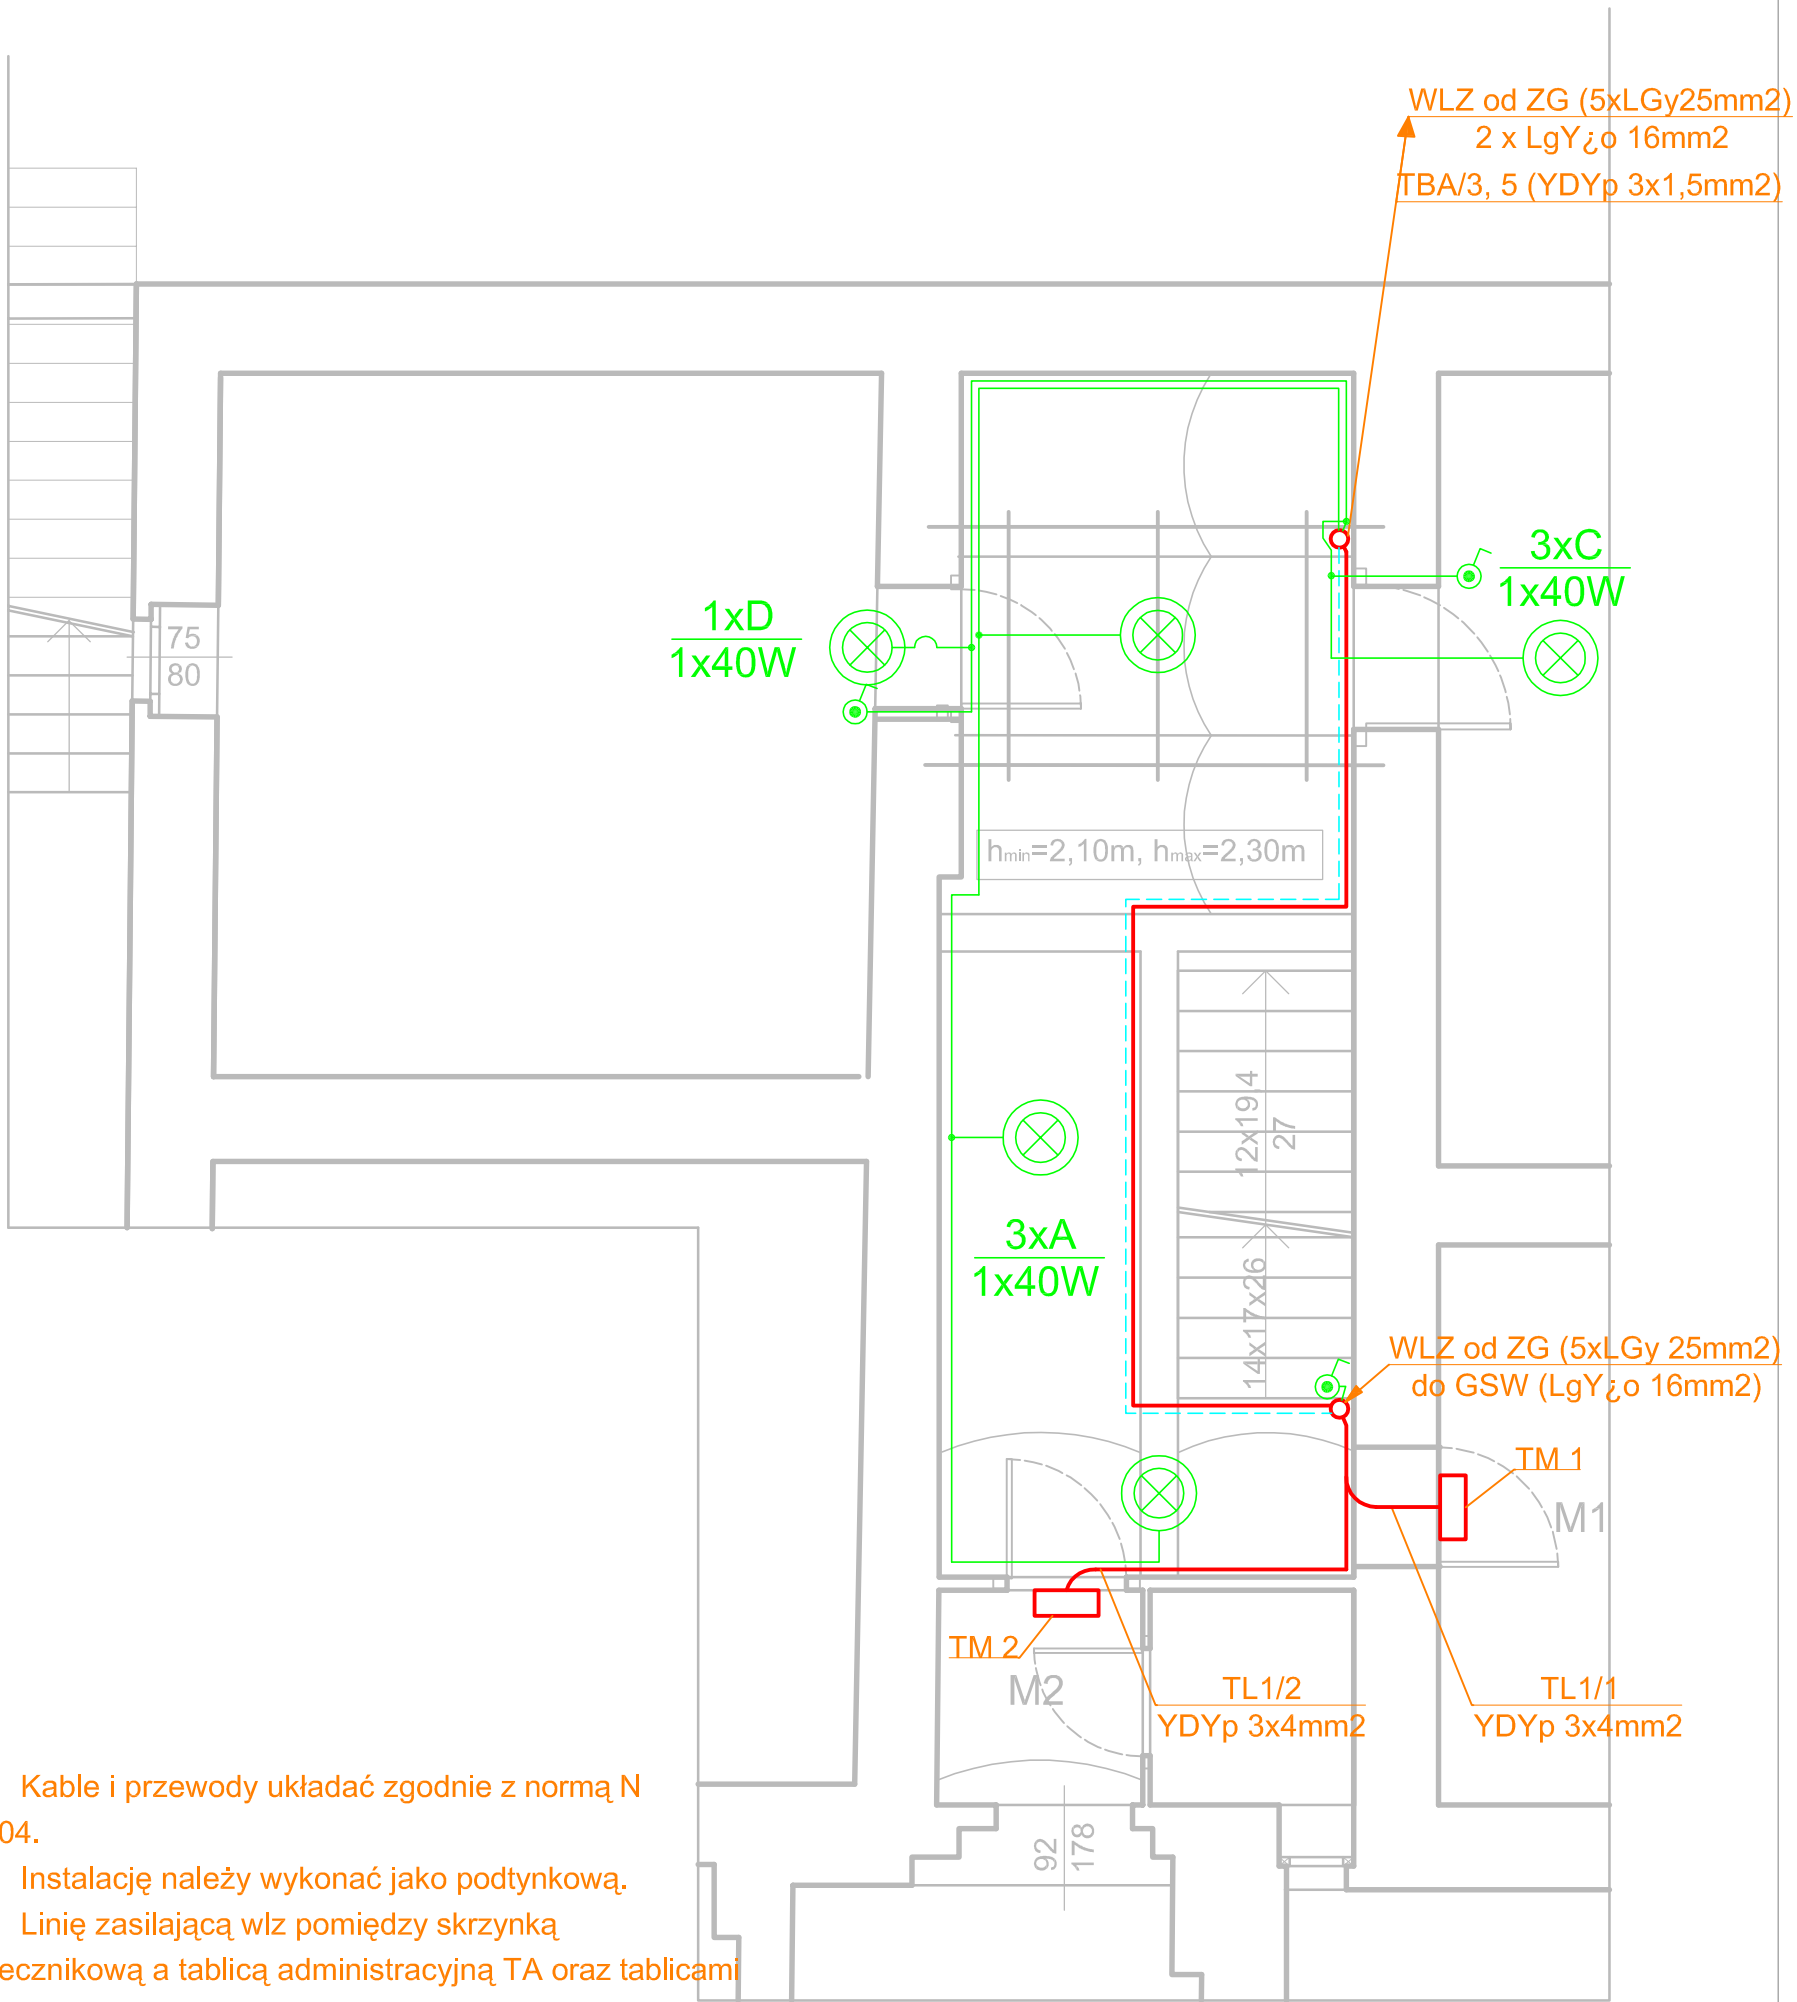 WLZ od ZG (5xLGy25mm2)
2 x LgY¿o 16mm2
TBA/3, 5 (YDYp 3x1,5mm2)
3xC
1x40W
1xD
1x40W
75
80
hmin=2,10m, hmax=2,30m
12x19,4
27
3xA
1x40W
14x17x26
WLZ od ZG (5xLGy 25mm2)
do GSW (LgY¿o 16mm2)
TM 1
M1
TM 2
M2
TL1/2
YDYp 3x4mm2
TL1/1
YDYp 3x4mm2
92
178
Kable i przewody układać zgodnie z normą N
04.
Instalację należy wykonać jako podtynkową.
Linię zasilającą wlz pomiędzy skrzynką
ecznikową a tablicą administracyjną TA oraz tablicami